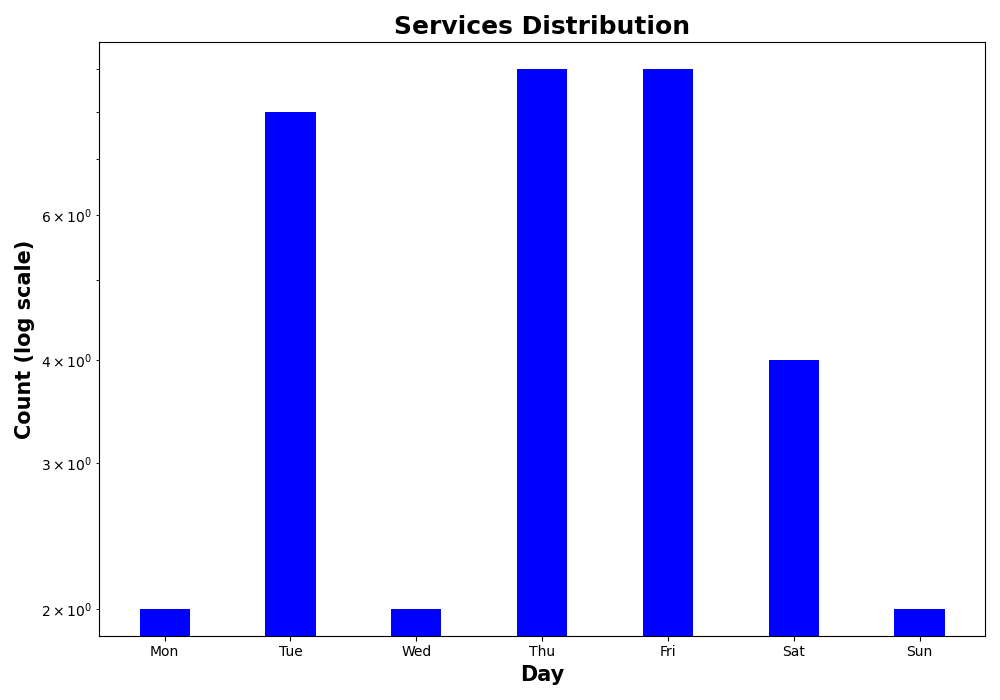 Services Distribution
Count (log scale)
6 × 10⁰
4 × 10⁰
3 × 10⁰
2 × 10⁰
Mon Tue Wed Thu Fri Sat Sun
Day